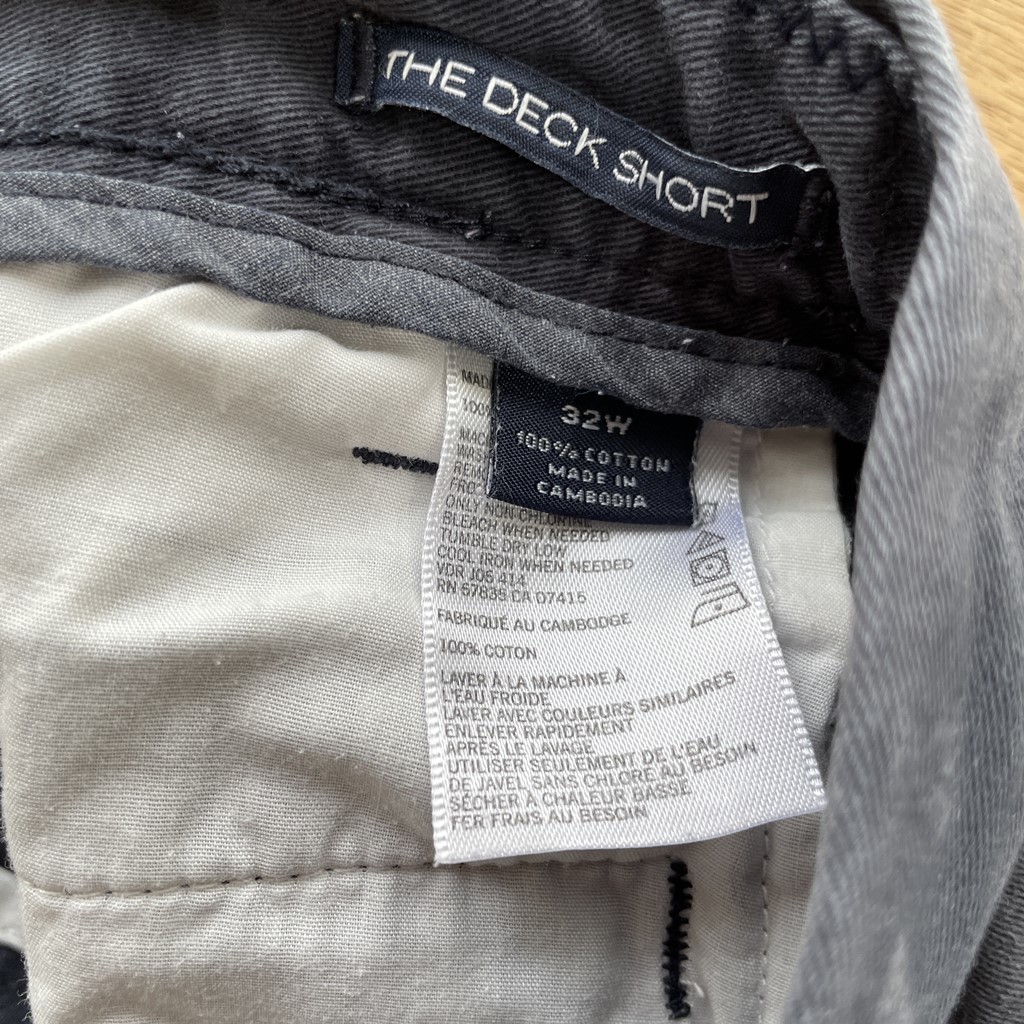 THE DECK SHORT
32W
100% COTTON
MADE IN
CAMBODIA
ONLY NON-CHLORINE
BLEACH WHEN NEEDED
TUMBLE DRY LOW
COOL IRON WHEN NEEDED
VDR JOS 414
RN 57835 CA 07415
FABRIQUÉ AU CAMBODGE
100% COTON
LAVER À LA MACHINE À
L'EAU FROIDE
LAVER AVEC COULEURS SIMILAIRES
ENLEVER RAPIDEMENT
APRÈS LE LAVAGE
UTILISER SEULEMENT DE L'EAU
DE JAVEL SANS CHLORE AU BESOIN
SÉCHER À CHALEUR BASSE
FER FRAIS AU BESOIN